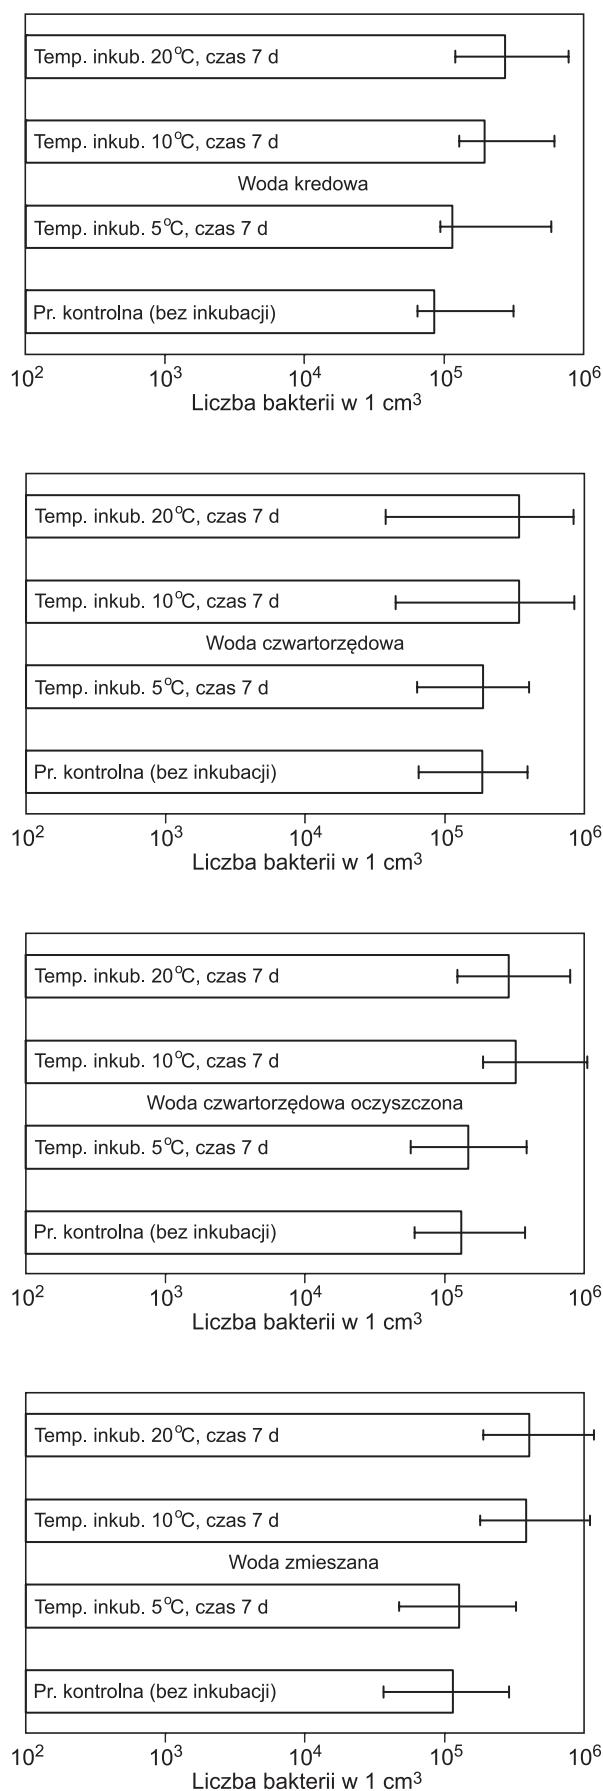 Temp. inkub. 20°C, czas 7 d
Temp. inkub. 10°C, czas 7 d
Woda kredowa
Temp. inkub. 5°C, czas 7 d
Pr. kontrolna (bez inkubacji)
10² 10³ 10⁴ 10⁵ 10⁶
Liczba bakterii w 1 cm³
Temp. inkub. 20°C, czas 7 d
Temp. inkub. 10°C, czas 7 d
Woda czwartorzędowa
Temp. inkub. 5°C, czas 7 d
Pr. kontrolna (bez inkubacji)
10² 10³ 10⁴ 10⁵ 10⁶
Liczba bakterii w 1 cm³
Temp. inkub. 20°C, czas 7 d
Temp. inkub. 10°C, czas 7 d
Woda czwartorzędowa oczyszczona
Temp. inkub. 5°C, czas 7 d
Pr. kontrolna (bez inkubacji)
10² 10³ 10⁴ 10⁵ 10⁶
Liczba bakterii w 1 cm³
Temp. inkub. 20°C, czas 7 d
Temp. inkub. 10°C, czas 7 d
Woda zmieszana
Temp. inkub. 5°C, czas 7 d
Pr. kontrolna (bez inkubacji)
10² 10³ 10⁴ 10⁵ 10⁶
Liczba bakterii w 1 cm³